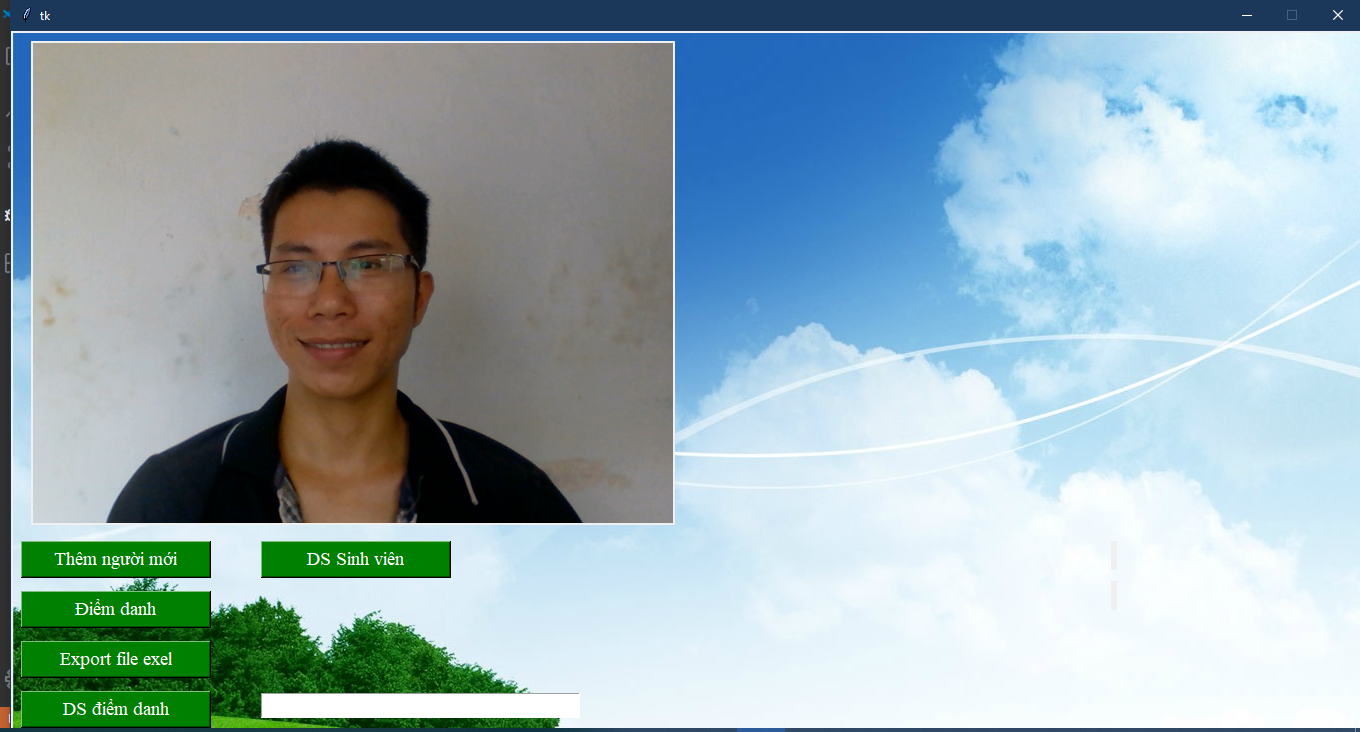 tk
Thêm người mới
DS Sinh viên
Điểm danh
Export file exel
DS điểm danh